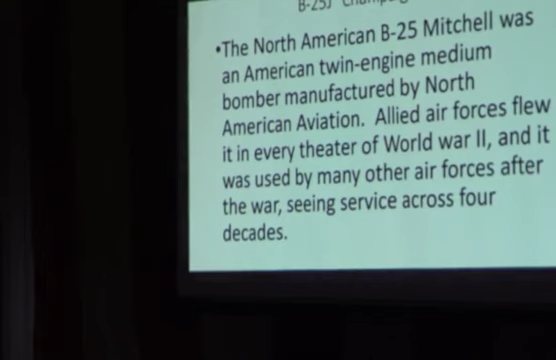 B-25J
•The North American B-25 Mitchell was
an American twin-engine medium
bomber manufactured by North
American Aviation.  Allied air forces flew
it in every theater of World war II, and it
was used by many other air forces after
the war, seeing service across four
decades.